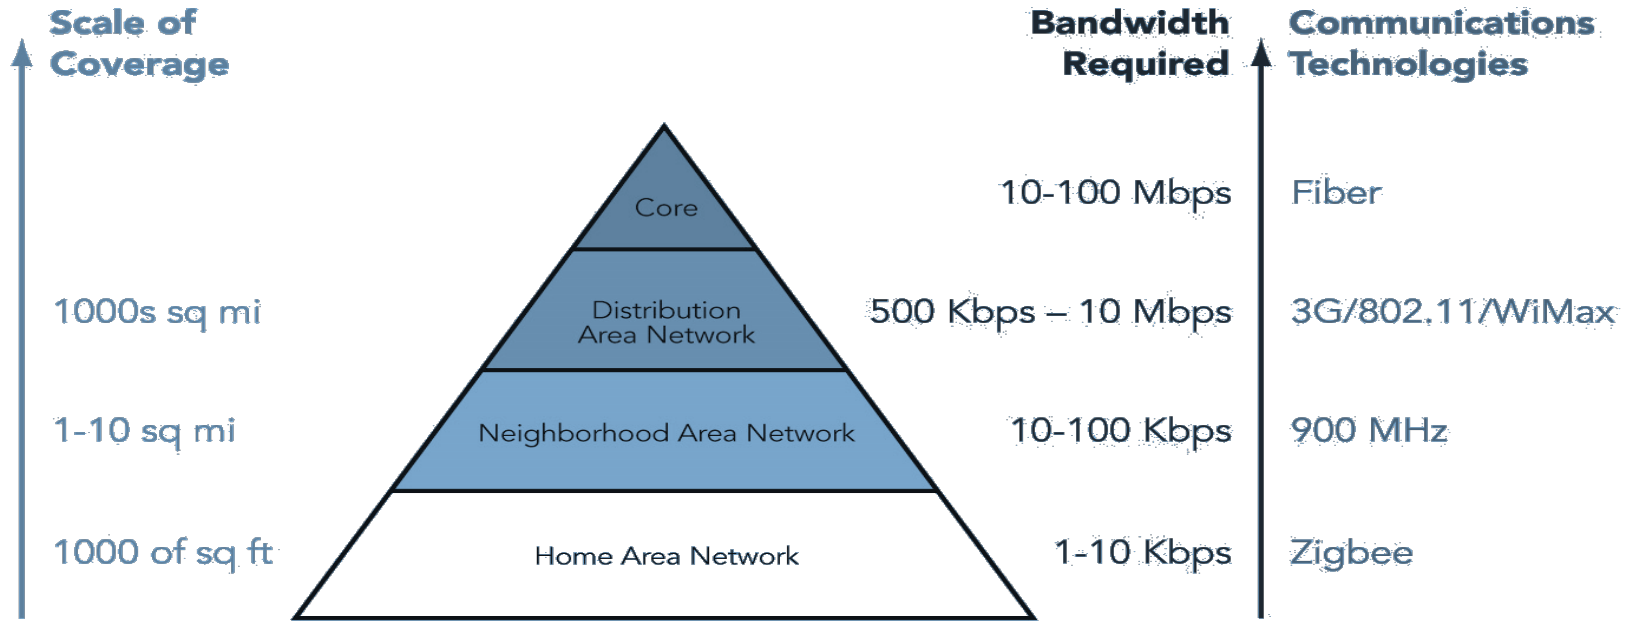 Scale of
Coverage
Bandwidth
Required
Communications
Technologies
Core
10-100 Mbps
Fiber
1000s sq mi
Distribution
Area Network
500 Kbps – 10 Mbps
3G/802.11/WiMax
1-10 sq mi
Neighborhood Area Network
10-100 Kbps
900 MHz
1000 of sq ft
Home Area Network
1-10 Kbps
Zigbee